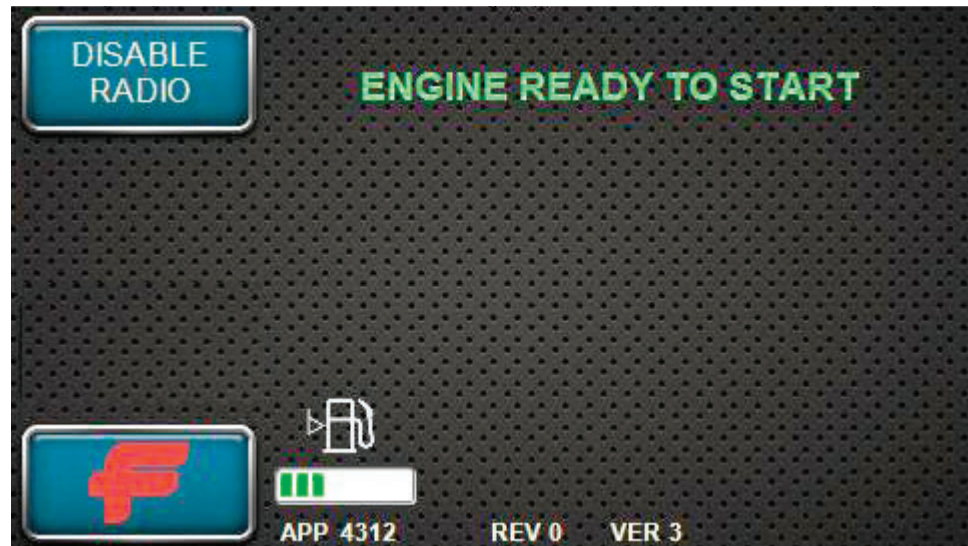 DISABLE
RADIO
ENGINE READY TO START
APP 4312 REV 0 VER 3